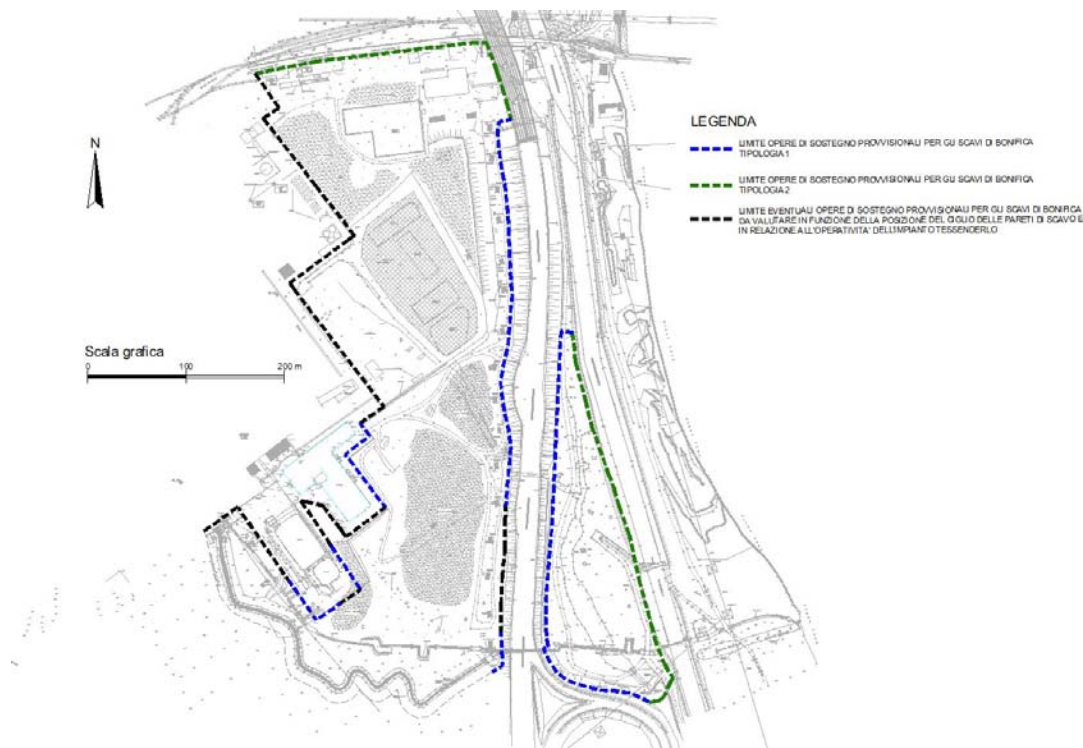 N
LEGENDA
LIMITE OPERE DI SOSTEGNO PROVVISIONALI PER GLI SCAVI DI BONIFICA
TIPOLOGIA 1
LIMITE OPERE DI SOSTEGNO PROVVISIONALI PER GLI SCAVI DI BONIFICA
TIPOLOGIA 2
LIMITE EVENTUALI OPERE DI SOSTEGNO PROVVISIONALI PER GLI SCAVI DI BONIFICA
DA VALUTARE IN FUNZIONE DELLA POSIZIONE DEL CIGLIO DELLE PARETI DI SCAVO E
IN RELAZIONE ALL'OPERATIVITA' DELL'IMPIANTO TESSENDERLO
Scala grafica
0 100 200 m